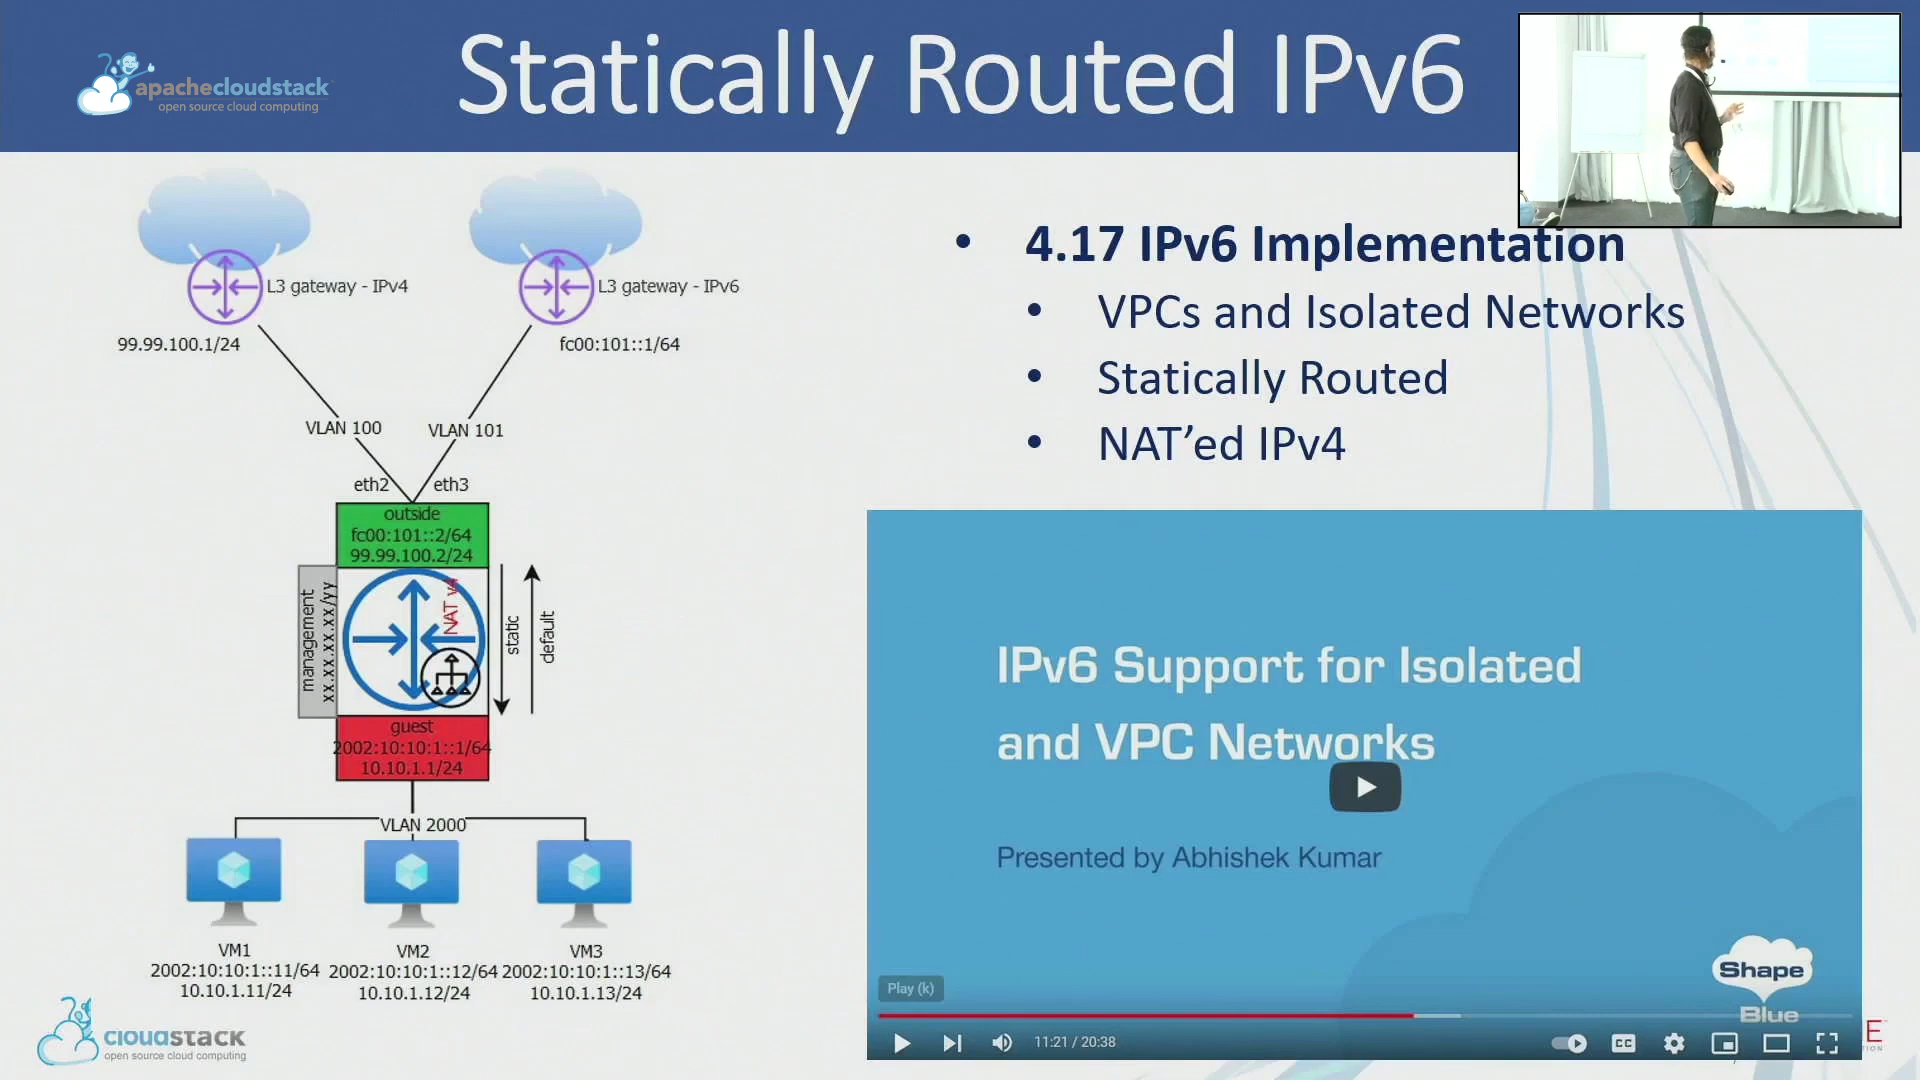 apachecloudstack
open source cloud computing
Statically Routed IPv6
L3 gateway - IPv4
L3 gateway - IPv6
99.99.100.1/24
fc00:101::1/64
VLAN 100
VLAN 101
eth2
eth3
outside
fc00:101::2/64
99.99.100.2/24
management
xx.xx.xx.xx/yy
NAT v4
static
default
guest
2002:10:10:1::1/64
10.10.1.1/24
VLAN 2000
VM1
2002:10:10:1::11/64
10.10.1.11/24
VM2
2002:10:10:1::12/64
10.10.1.12/24
VM3
2002:10:10:1::13/64
10.10.1.13/24
cloudstack
open source cloud computing
• 4.17 IPv6 Implementation
• VPCs and Isolated Networks
• Statically Routed
• NAT’ed IPv4
IPv6 Support for Isolated
and VPC Networks
Presented by Abhishek Kumar
Shape
Blue
Play (k)
11:21 / 20:38
CC
E